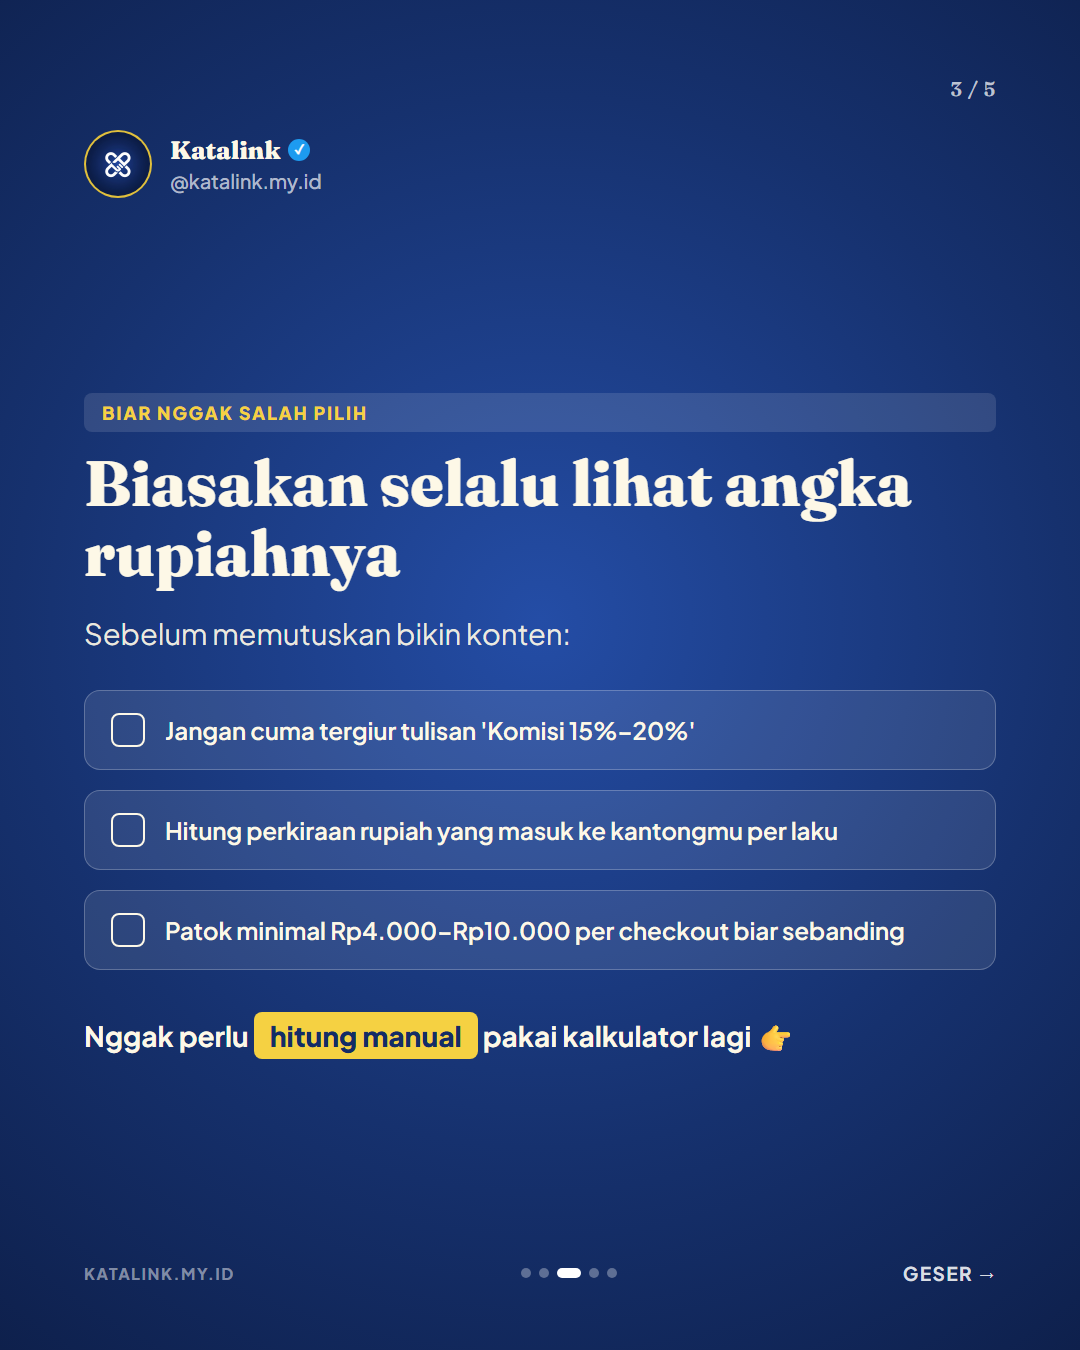 3 / 5
Katalink
@katalink.my.id
BIAR NGGAK SALAH PILIH
Biasakan selalu lihat angka
rupiahnya
Sebelum memutuskan bikin konten:
Jangan cuma tergiur tulisan 'Komisi 15%–20%'
Hitung perkiraan rupiah yang masuk ke kantongmu per laku
Patok minimal Rp4.000–Rp10.000 per checkout biar sebanding
Nggak perlu hitung manual pakai kalkulator lagi 👉
KATALINK.MY.ID
GESER →